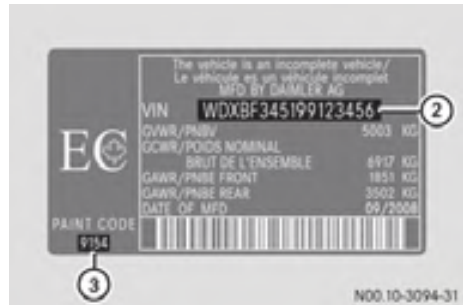 The vehicle is an incomplete vehicle/
Le véhicule es un véhicule incomplet
MFD BY DAIMLER AG
VIN WDXBF345199123456 2
GVWR/PNBV 5003 KG
GCWR/POIDS NOMINAL
BRUT DE L'ENSEMBLE 6917 KG
GAWR/PNBE FRONT 1851 KG
GAWR/PNBE REAR 3502 KG
DATE OF MFD 09/2008
EC
PAINT CODE
9154
3
N00.10-3094-31